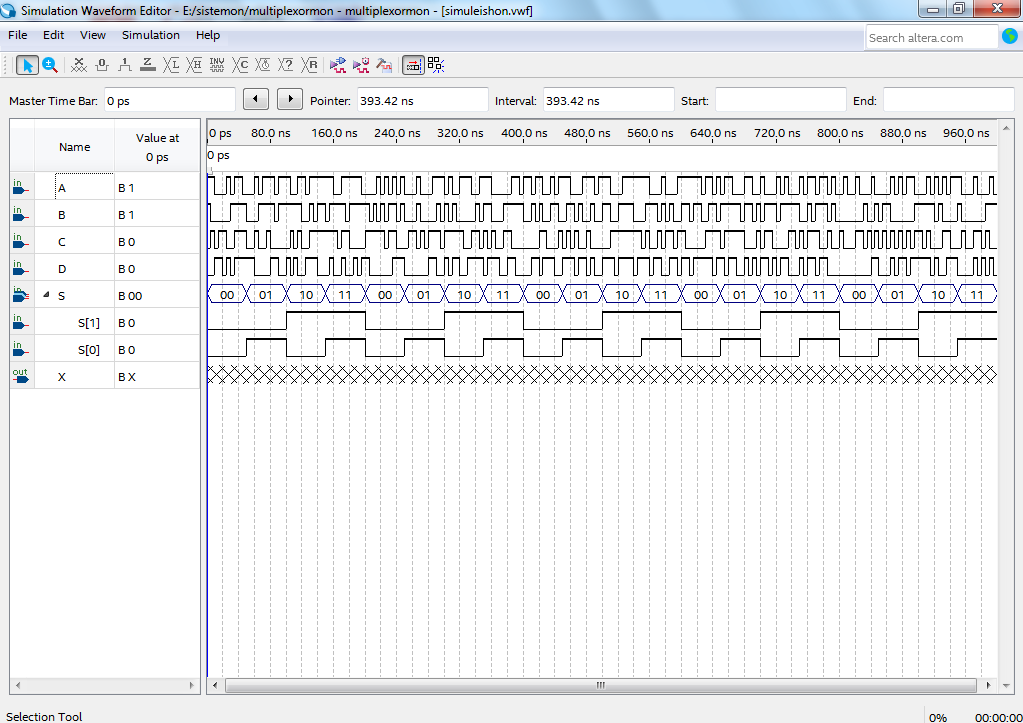 Simulation Waveform Editor - E:/sistemon/multiplexormon - multiplexormon - [simuleishon.vwf]
File Edit View Simulation Help
Search altera.com
Master Time Bar: 0 ps Pointer: 393.42 ns Interval: 393.42 ns Start: End:
Name Value at 0 ps
0 ps 80.0 ns 160.0 ns 240.0 ns 320.0 ns 400.0 ns 480.0 ns 560.0 ns 640.0 ns 720.0 ns 800.0 ns 880.0 ns 960.0 ns
0 ps
in A B 1
in B B 1
in C B 0
in D B 0
in S B 00 00 01 10 11 00 01 10 11 00 01 10 11 00 01 10 11 00 01 10 11
in S[1] B 0
in S[0] B 0
out X B X
Selection Tool 0% 00:00:00